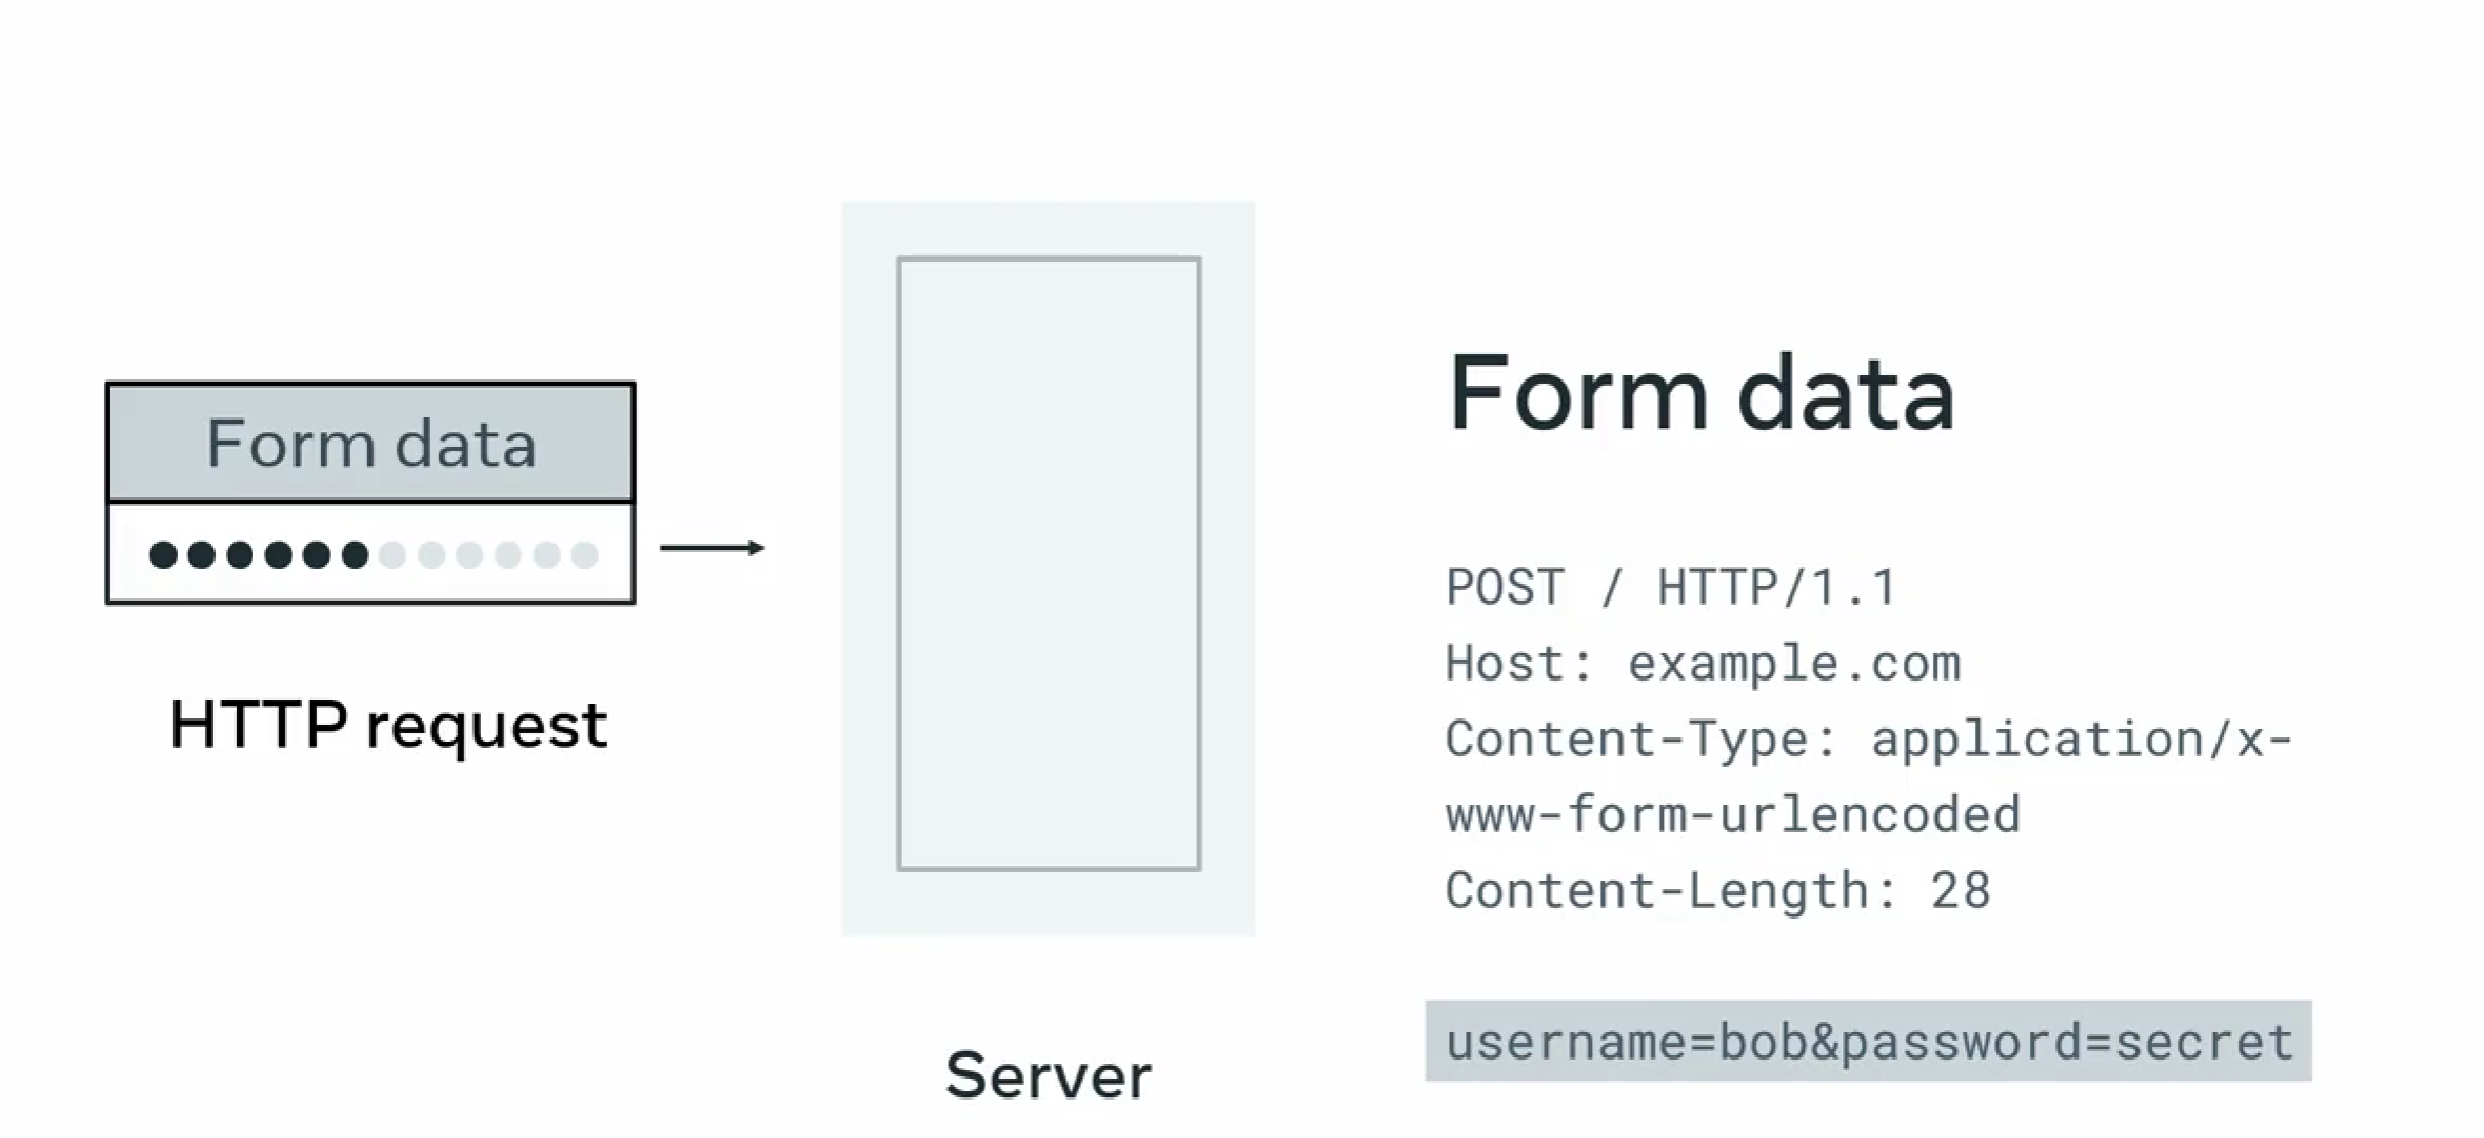 Form data
HTTP request
Server
Form data
POST / HTTP/1.1
Host: example.com
Content-Type: application/x-
www-form-urlencoded
Content-Length: 28
username=bob&password=secret